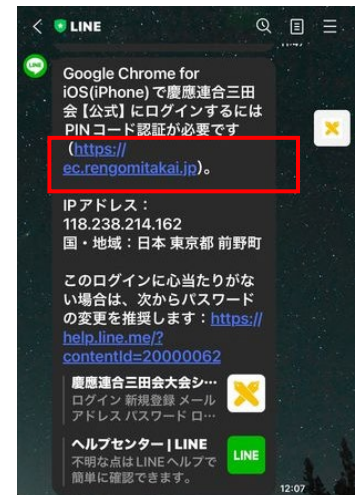 LINE
Google Chrome for
iOS(iPhone)で慶應連合三田
会【公式】にログインするには
PINコード認証が必要です
(https://
ec.rengomitakai.jp)。
IPアドレス：
118.238.214.162
国・地域：日本 東京都 前野町
このログインに心当たりがな
い場合は、次からパスワード
の変更を推奨します：https://
help.line.me/?
contentId=20000062
慶應連合三田会大会シ…
ログイン 新規登録 メール
アドレス パスワード ロ…
ヘルプセンター | LINE
不明な点はLINEヘルプで
簡単に確認できます。
LINE
12:07